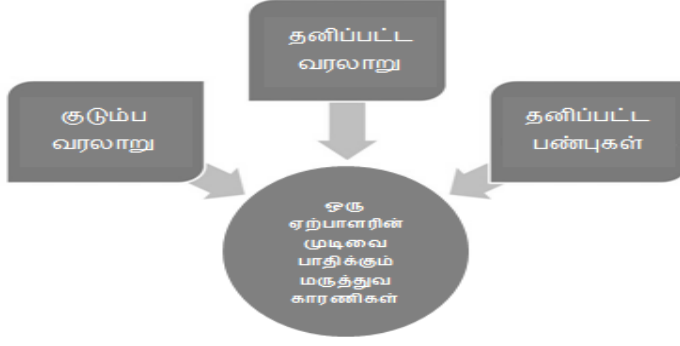 தனிப்பட்ட
வரலாறு
குடும்ப
வரலாறு
தனிப்பட்ட
பண்புகள்
ஒரு
ஏற்பாளரின்
முடிவை
பாதிக்கும்
மருத்துவ
காரணிகள்